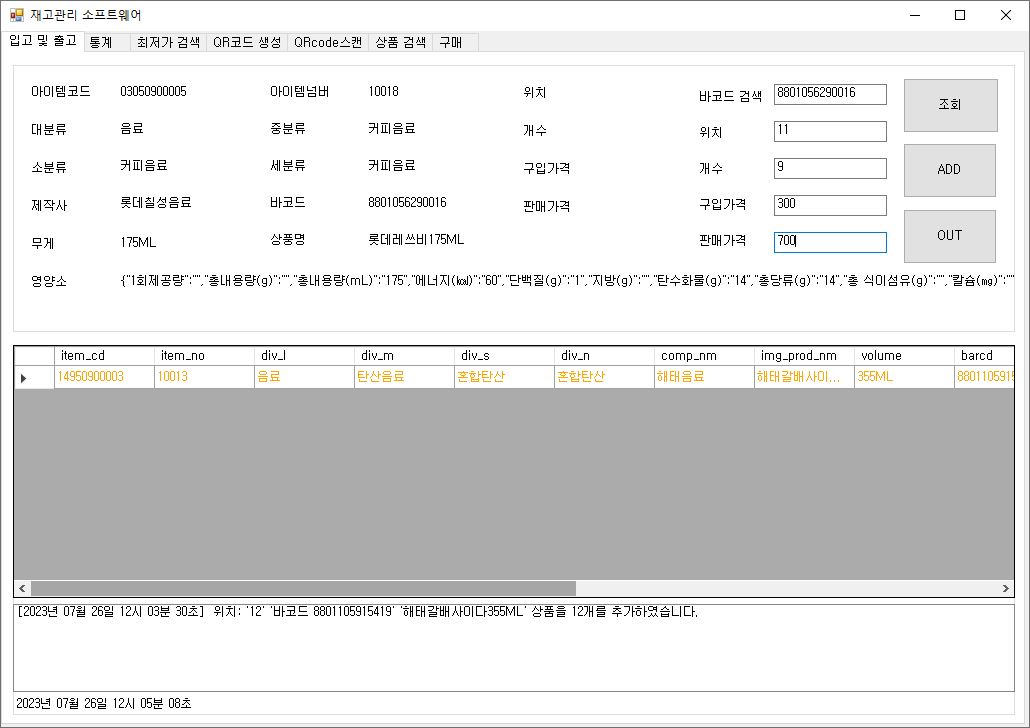 재고관리 소프트웨어
입고 및 출고 통계 최저가 검색 QR코드 생성 QRcode스캔 상품 검색 구매
아이템코드 03050900005 아이템넘버 10018 위치 바코드 검색 8801056290016 조회
대분류 음료 중분류 커피음료 개수 위치 11
소분류 커피음료 세분류 커피음료 구입가격 개수 9 ADD
제작사 롯데칠성음료 바코드 8801056290016 판매가격 구입가격 300
무게 175ML 상품명 롯데레쓰비175ML 판매가격 700 OUT
영양소 {"1회제공량":"","총내용량(g)":"","총내용량(mL)":"175","에너지(㎉)":"60","단백질(g)":"1","지방(g)":"","탄수화물(g)":"14","총당류(g)":"14","총 식이섬유(g)":"","칼슘(㎎)":""
item_cd item_no div_l div_m div_s div_n comp_nm img_prod_nm volume barcd
14950900003 10013 음료 탄산음료 혼합탄산 혼합탄산 해태음료 해태갈배사이... 355ML 8801105915
[2023년 07월 26일 12시 03분 30초] 위치: '12' '바코드 8801105915419' '해태갈배사이다355ML' 상품을 12개를 추가하였습니다.
2023년 07월 26일 12시 05분 08초